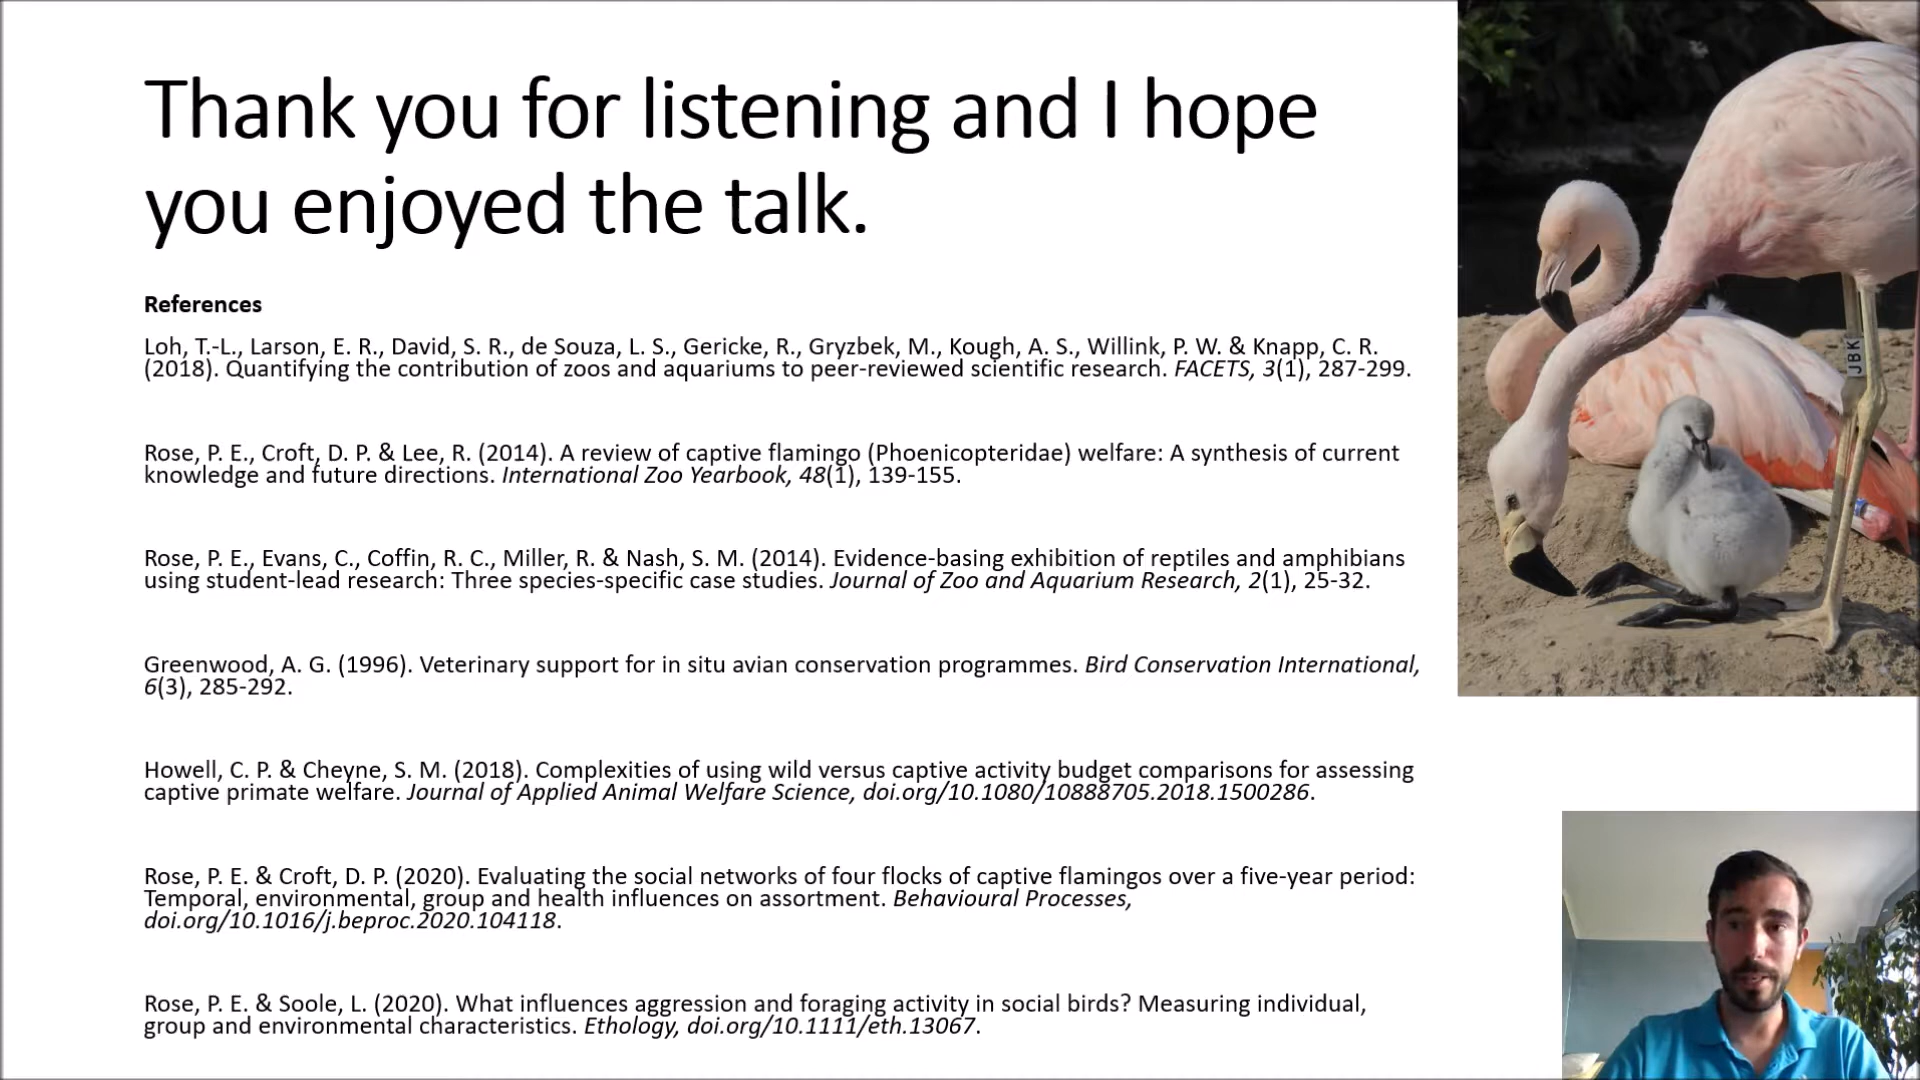 Thank you for listening and I hope
you enjoyed the talk.
References
Loh, T.-L., Larson, E. R., David, S. R., de Souza, L. S., Gericke, R., Gryzbek, M., Kough, A. S., Willink, P. W. & Knapp, C. R.
(2018). Quantifying the contribution of zoos and aquariums to peer-reviewed scientific research. FACETS, 3(1), 287-299.
Rose, P. E., Croft, D. P. & Lee, R. (2014). A review of captive flamingo (Phoenicopteridae) welfare: A synthesis of current
knowledge and future directions. International Zoo Yearbook, 48(1), 139-155.
Rose, P. E., Evans, C., Coffin, R. C., Miller, R. & Nash, S. M. (2014). Evidence-basing exhibition of reptiles and amphibians
using student-lead research: Three species-specific case studies. Journal of Zoo and Aquarium Research, 2(1), 25-32.
Greenwood, A. G. (1996). Veterinary support for in situ avian conservation programmes. Bird Conservation International,
6(3), 285-292.
Howell, C. P. & Cheyne, S. M. (2018). Complexities of using wild versus captive activity budget comparisons for assessing
captive primate welfare. Journal of Applied Animal Welfare Science, doi.org/10.1080/10888705.2018.1500286.
Rose, P. E. & Croft, D. P. (2020). Evaluating the social networks of four flocks of captive flamingos over a five-year period:
Temporal, environmental, group and health influences on assortment. Behavioural Processes,
doi.org/10.1016/j.beproc.2020.104118.
Rose, P. E. & Soole, L. (2020). What influences aggression and foraging activity in social birds? Measuring individual,
group and environmental characteristics. Ethology, doi.org/10.1111/eth.13067.
JBK